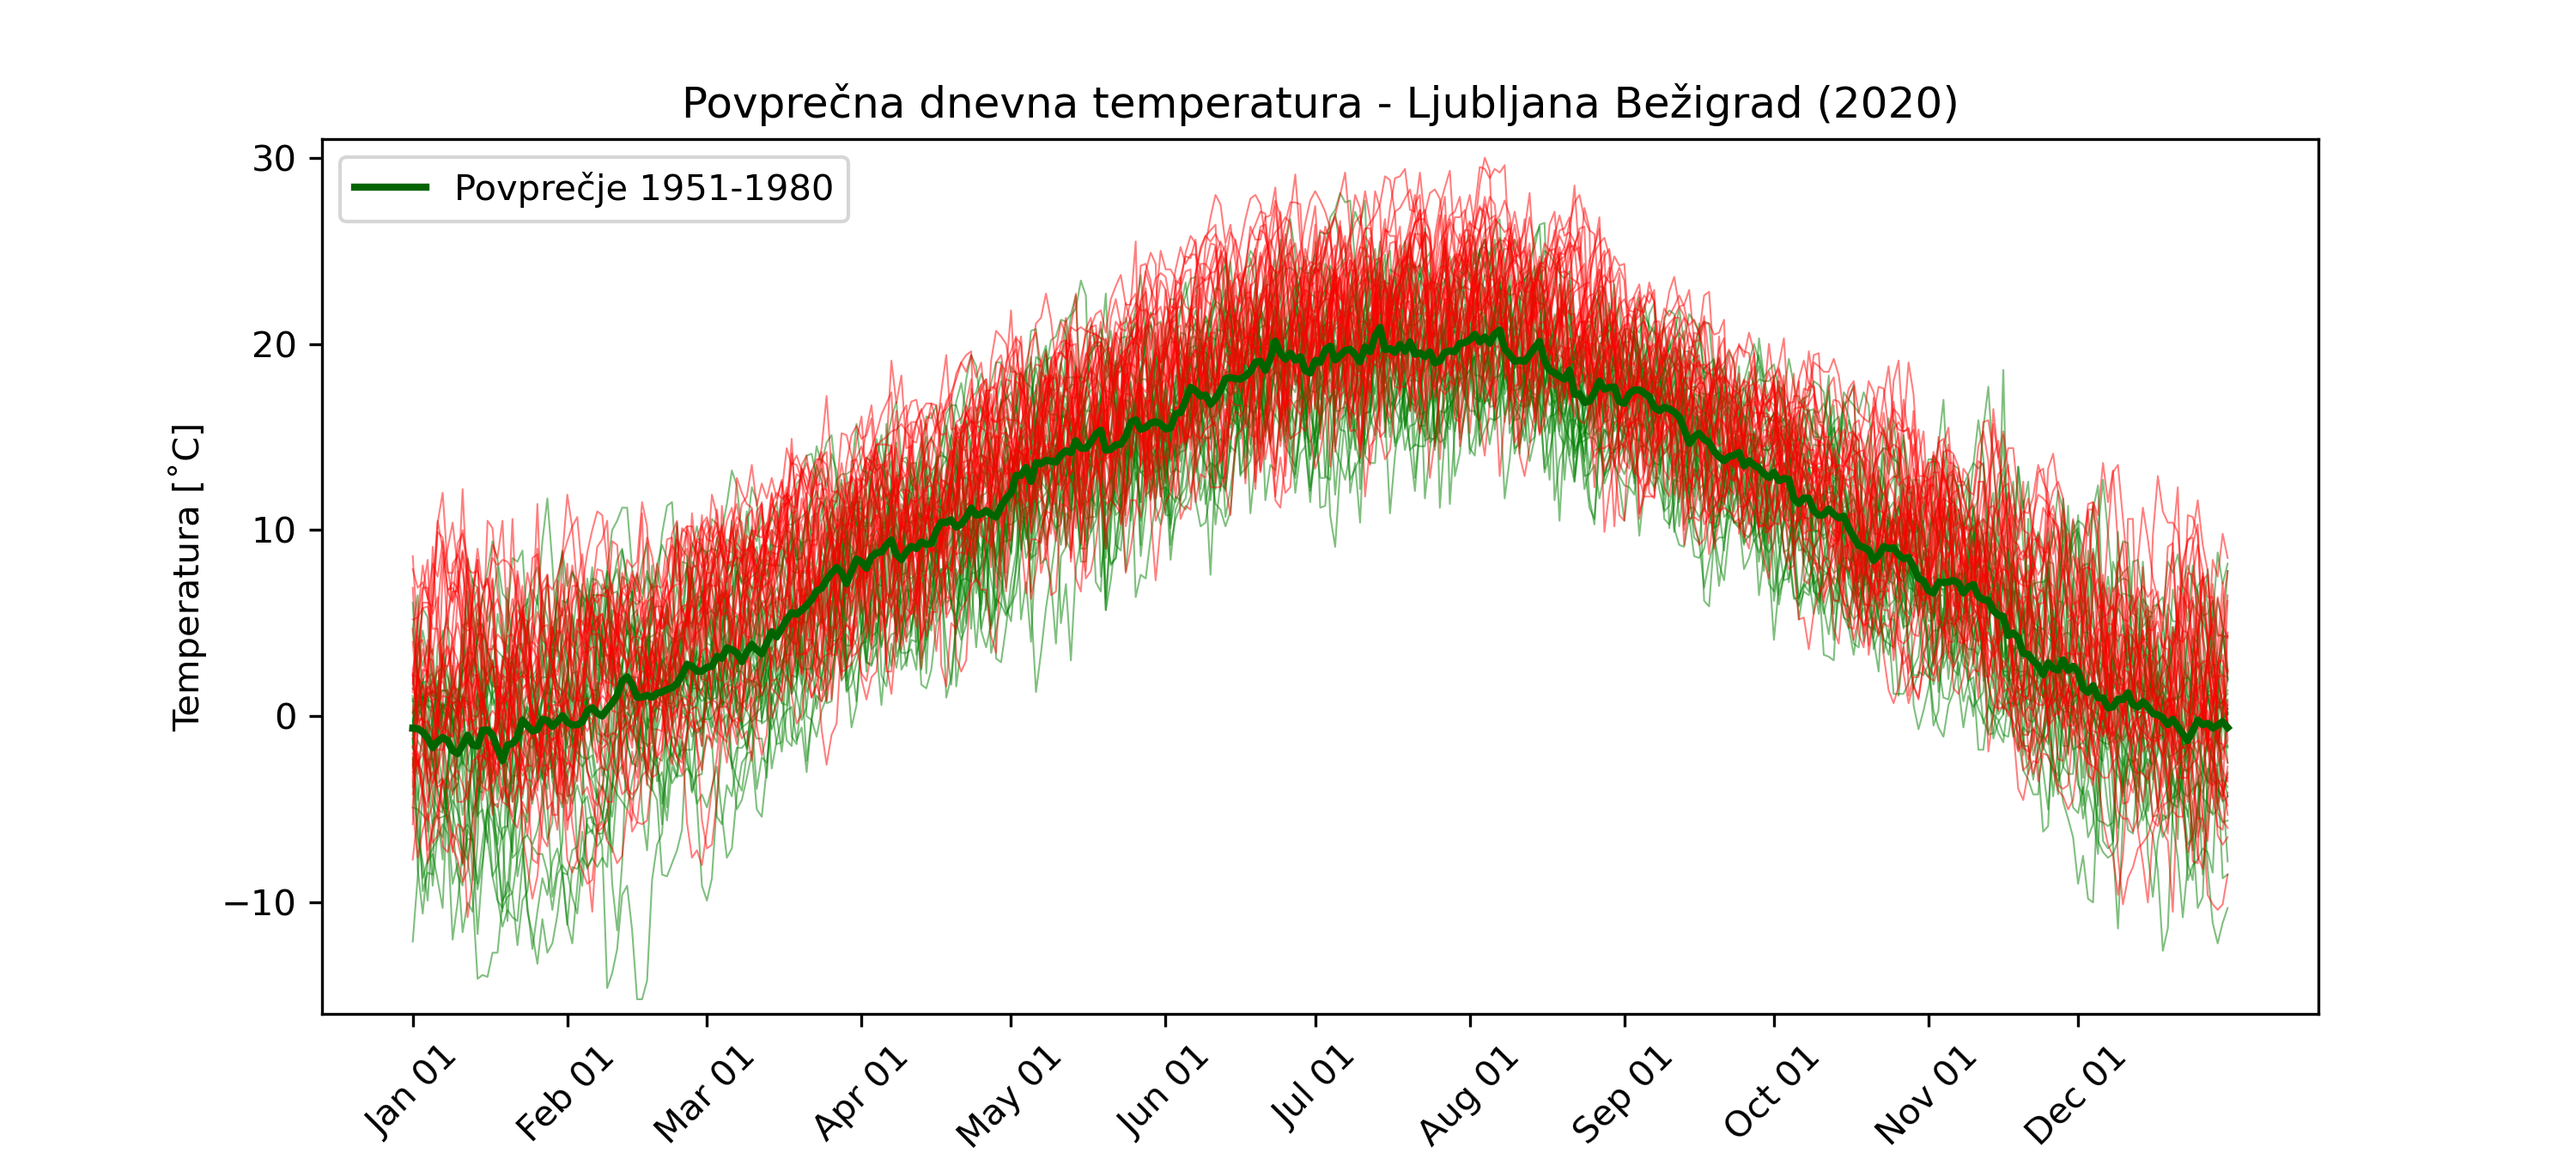 Povprečna dnevna temperatura - Ljubljana Bežigrad (2020)
Povprečje 1951-1980
Temperatura [˚C]
30
20
10
0
−10
Jan 01
Feb 01
Mar 01
Apr 01
May 01
Jun 01
Jul 01
Aug 01
Sep 01
Oct 01
Nov 01
Dec 01